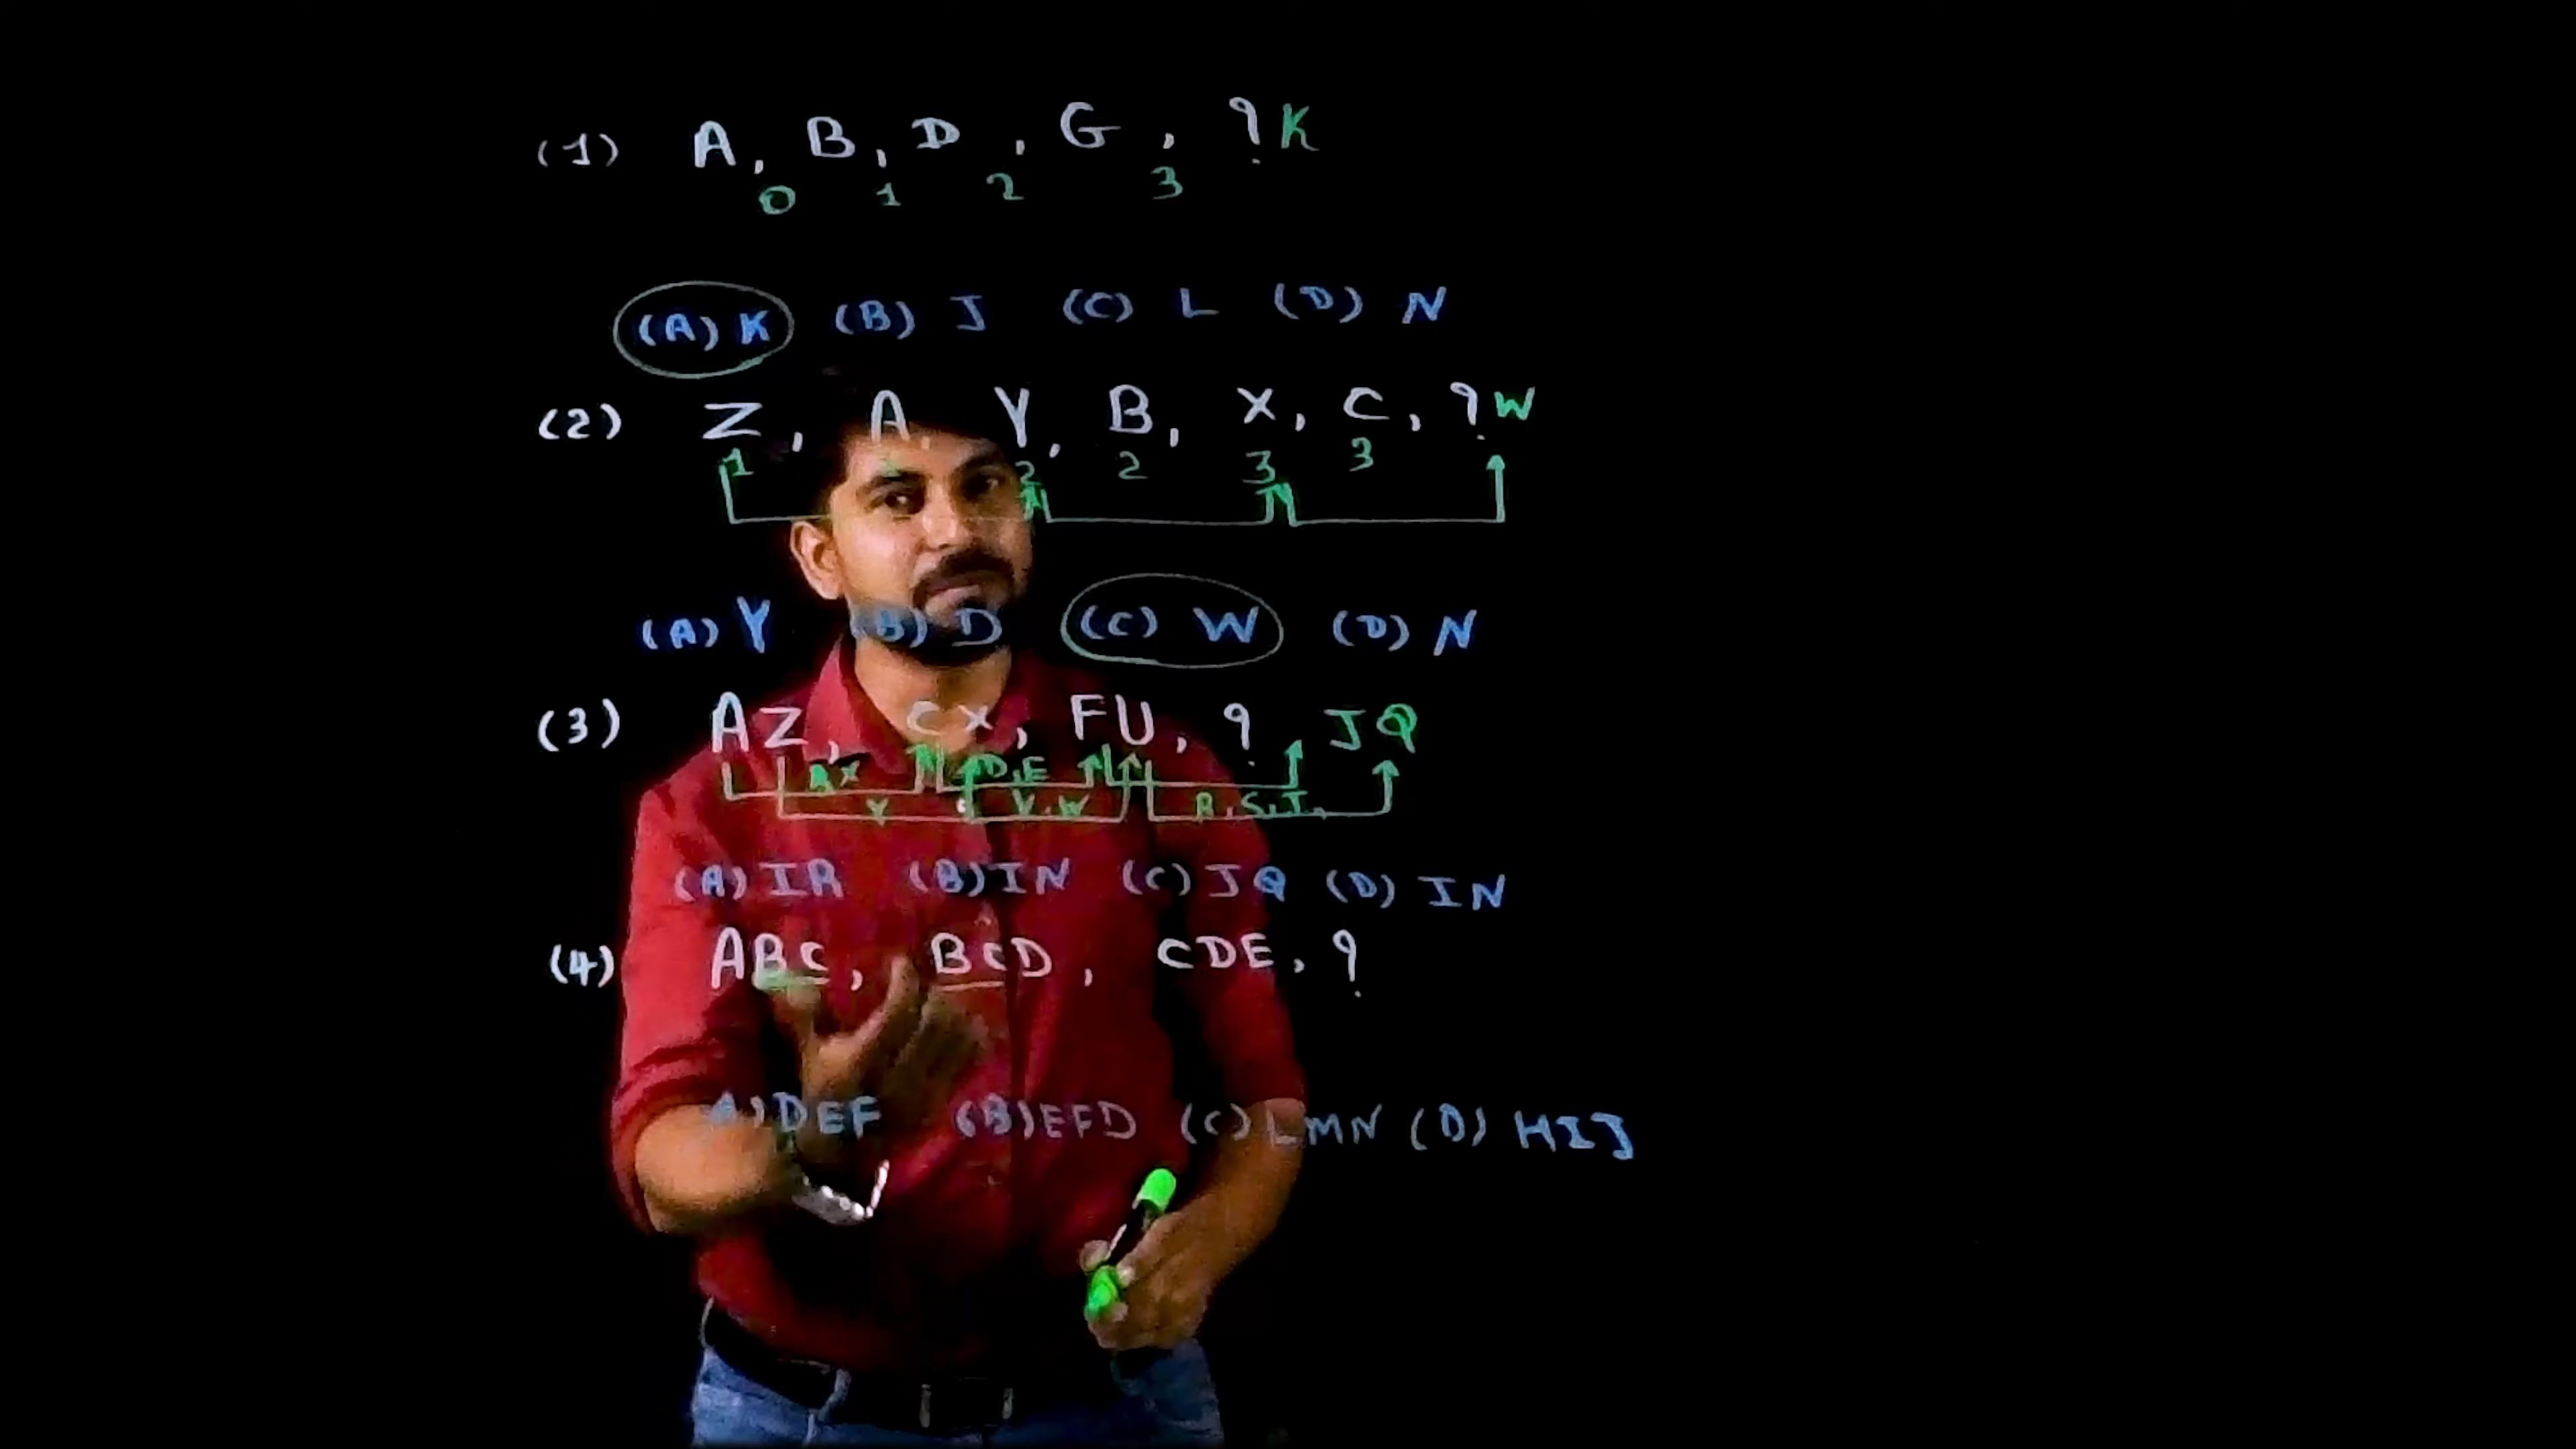 (1) A, B, D, G, ? K
0 1 2 3
(A) K (B) J (C) L (D) N
(2) Z, A, Y, B, X, C, ? W
1 2 2 3 3
(A) Y (B) D (C) W (D) N
(3) AZ, CX, FU, ? JQ
D,E
Y V,W R,S,T,
(A) IR (B) IN (C) JQ (D) IN
(4) ABC, BCD, CDE, ?
A) DEF (B) EFD (C) LMN (D) HIJ